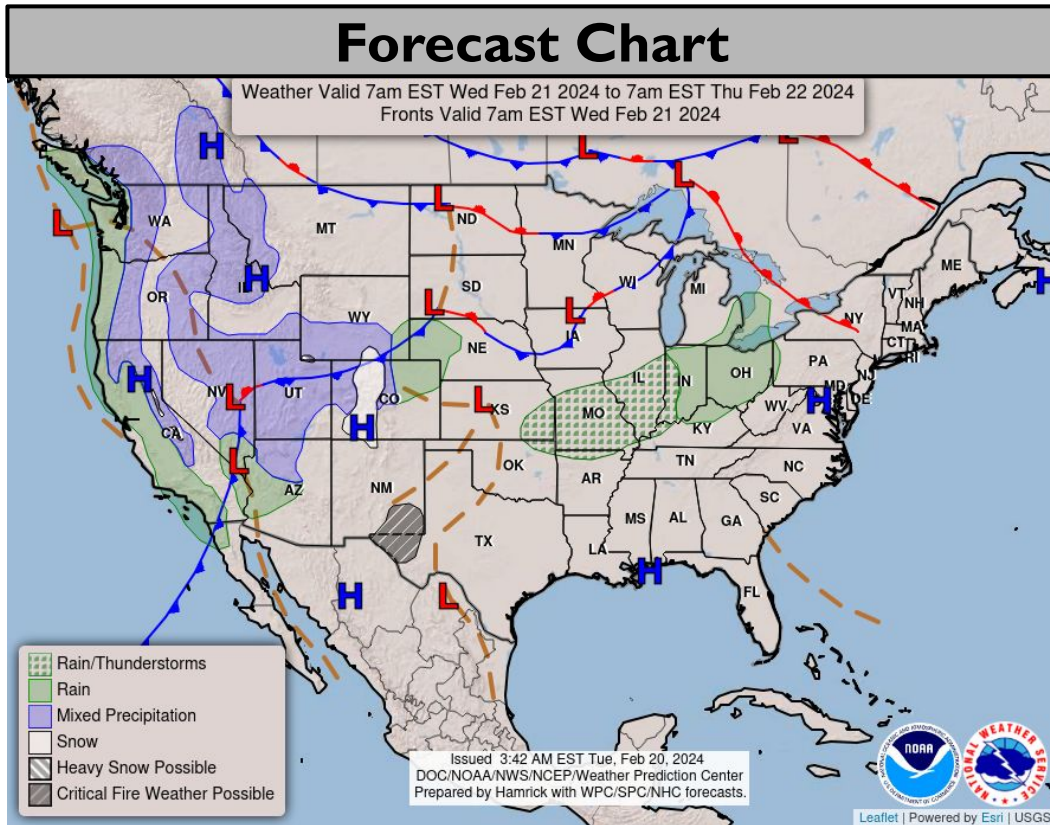 Forecast Chart
Weather Valid 7am EST Wed Feb 21 2024 to 7am EST Thu Feb 22 2024
Fronts Valid 7am EST Wed Feb 21 2024
H
L
L
L
L
ND
WA
MT
MN
ME
L
H
ID
OR
SD
WI
MI
VT
NH
H
L
L
NY
MA
WY
IA
CT
RI
NE
PA
NJ
H
NV
L
UT
CO
L
KS
IL
IN
OH
MD
DE
WV
H
MO
VA
CA
H
KY
L
AZ
NM
OK
TN
NC
AR
SC
MS
AL
GA
TX
LA
H
FL
H
L
Rain/Thunderstorms
Rain
Mixed Precipitation
Snow
Heavy Snow Possible
Critical Fire Weather Possible
Issued 3:42 AM EST Tue, Feb 20, 2024
DOC/NOAA/NWS/NCEP/Weather Prediction Center
Prepared by Hamrick with WPC/SPC/NHC forecasts.
NOAA
NATIONAL WEATHER SERVICE
Leaflet | Powered by Esri | USGS